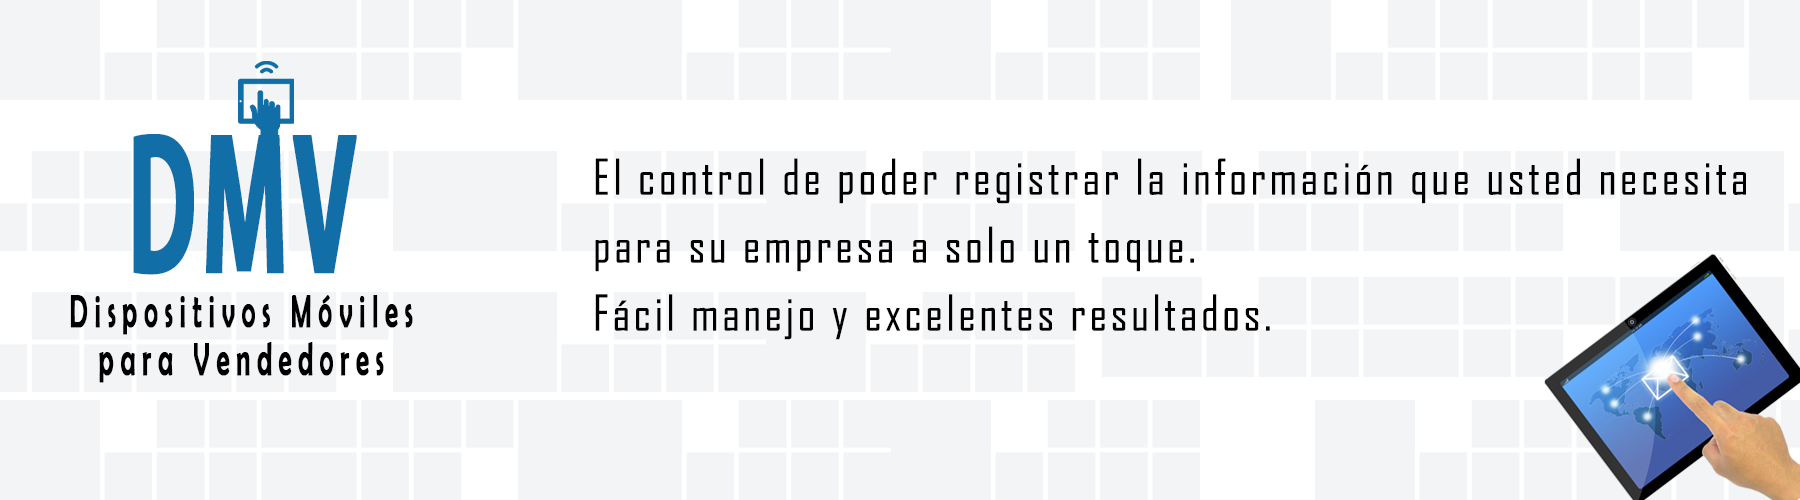 DMV
Dispositivos Móviles
para Vendedores
El control de poder registrar la información que usted necesita
para su empresa a solo un toque.
Fácil manejo y excelentes resultados.